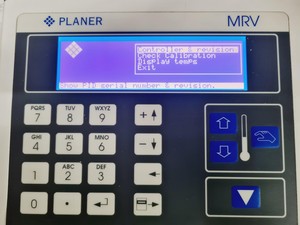 PLANER
MRV
Controller & revision
Check Calibration
Display temps
Exit
Show PID serial number & revision.
PQRS TUV WXYZ
7 8 9
+
GHI JKL MNO
4 5 6
-
ABC DEF
1 2 3
0 .